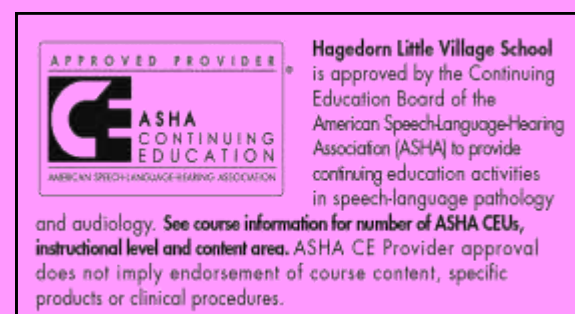 APPROVED PROVIDER
®
CE
ASHA
CONTINUING
EDUCATION
AMERICAN SPEECH-LANGUAGE-HEARING ASSOCIATION
Hagedorn Little Village School
is approved by the Continuing
Education Board of the
American Speech-Language-Hearing
Association (ASHA) to provide
continuing education activities
in speech-language pathology
and audiology. See course information for number of ASHA CEUs,
instructional level and content area. ASHA CE Provider approval
does not imply endorsement of course content, specific
products or clinical procedures.